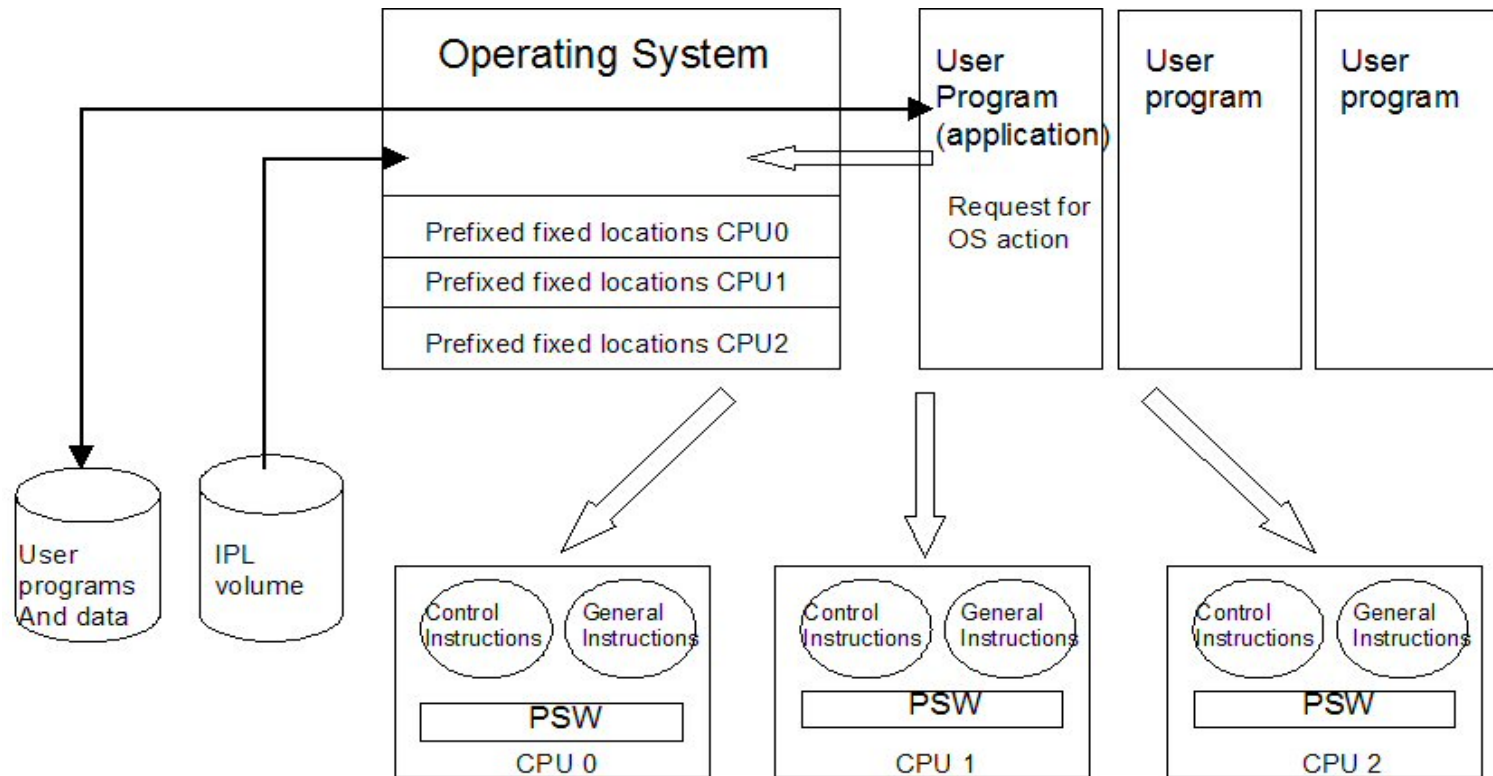 Operating System
User
Program
(application)
Request for
OS action
User
program
User
program
Prefixed fixed locations CPU0
Prefixed fixed locations CPU1
Prefixed fixed locations CPU2
User
programs
And data
IPL
volume
Control
Instructions
General
Instructions
PSW
CPU 0
Control
Instructions
General
Instructions
PSW
CPU 1
Control
Instructions
General
Instructions
PSW
CPU 2